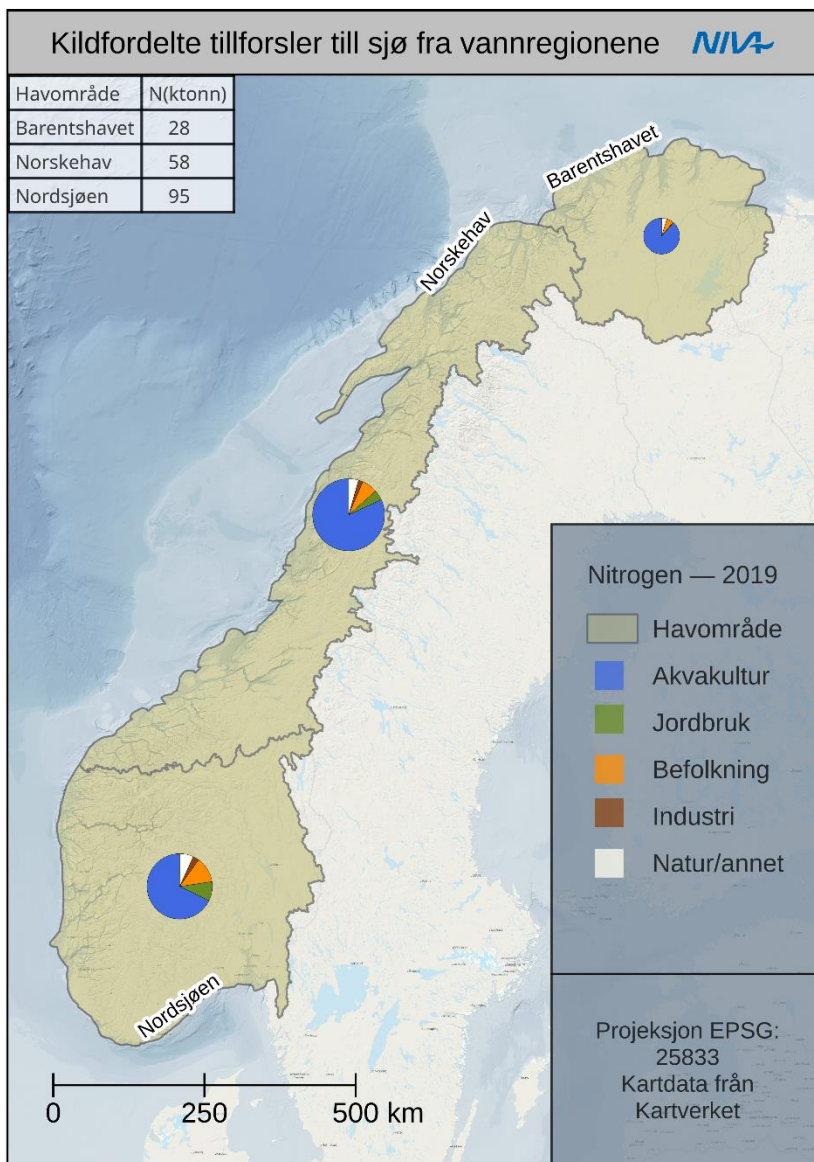 Kildfordelte tillforsler till sjø fra vannregionene NIVA
Havområde N(ktonn)
Barentshavet 28
Norskehav 58
Nordsjøen 95
Barentshavet
Norskehav
Nitrogen — 2019
Havområde
Akvakultur
Jordbruk
Befolkning
Industri
Natur/annet
Nordsjøen
Projeksjon EPSG:
25833
Kartdata från
Kartverket
0 250 500 km